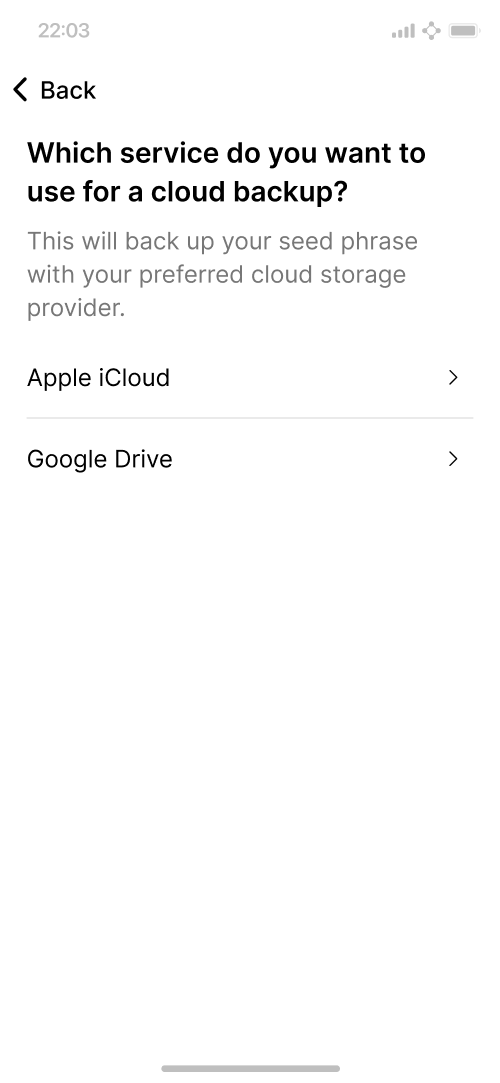 22:03
Back
Which service do you want to
use for a cloud backup?
This will back up your seed phrase
with your preferred cloud storage
provider.
Apple iCloud
Google Drive